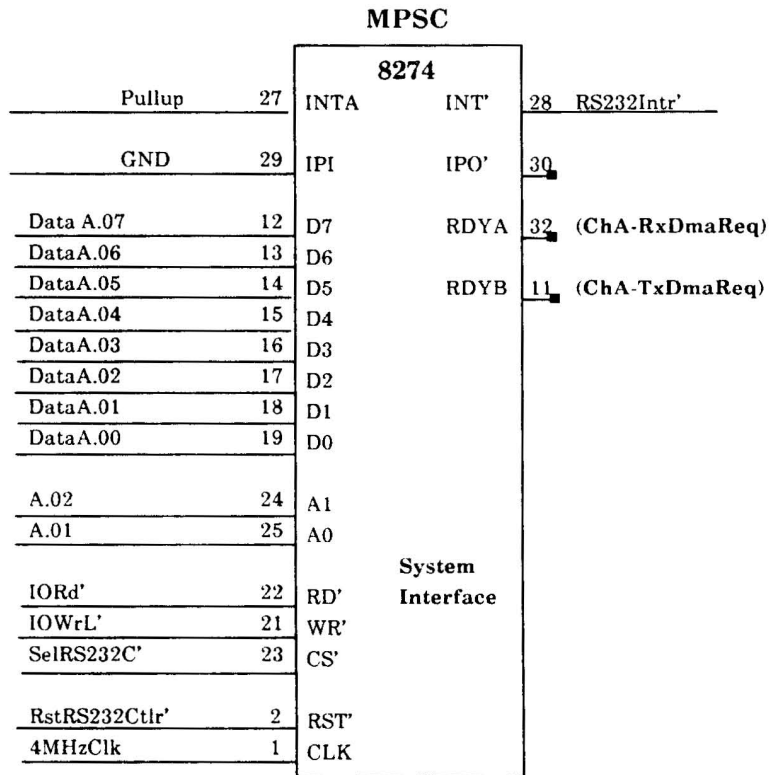 MPSC
8274
Pullup 27 INTA INT' 28 RS232Intr'
GND 29 IPI IPO' 30
Data A.07 12 D7 RDYA 32 (ChA-RxDmaReq)
DataA.06 13 D6
DataA.05 14 D5 RDYB 11 (ChA-TxDmaReq)
DataA.04 15 D4
DataA.03 16 D3
DataA.02 17 D2
DataA.01 18 D1
DataA.00 19 D0
A.02 24 A1
A.01 25 A0
System
Interface
IORd' 22 RD'
IOWrL' 21 WR'
SelRS232C' 23 CS'
RstRS232Ctlr' 2 RST'
4MHzClk 1 CLK